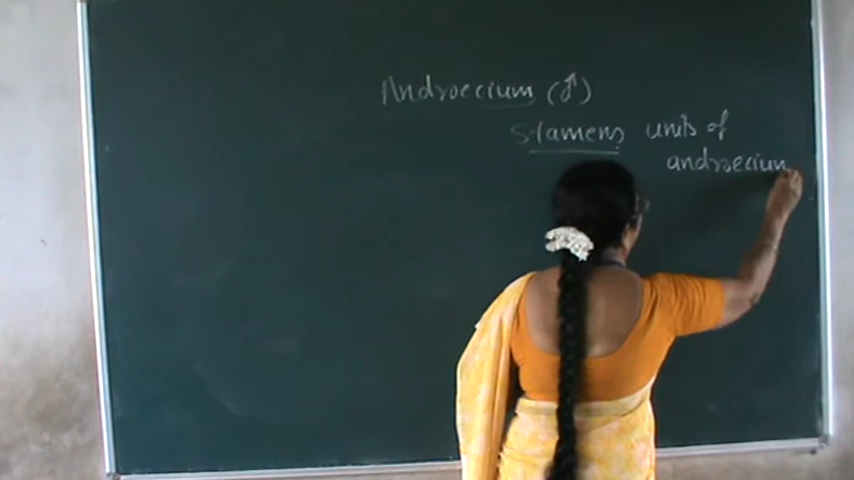 Androecium (♂)
Stamens units of
androecium